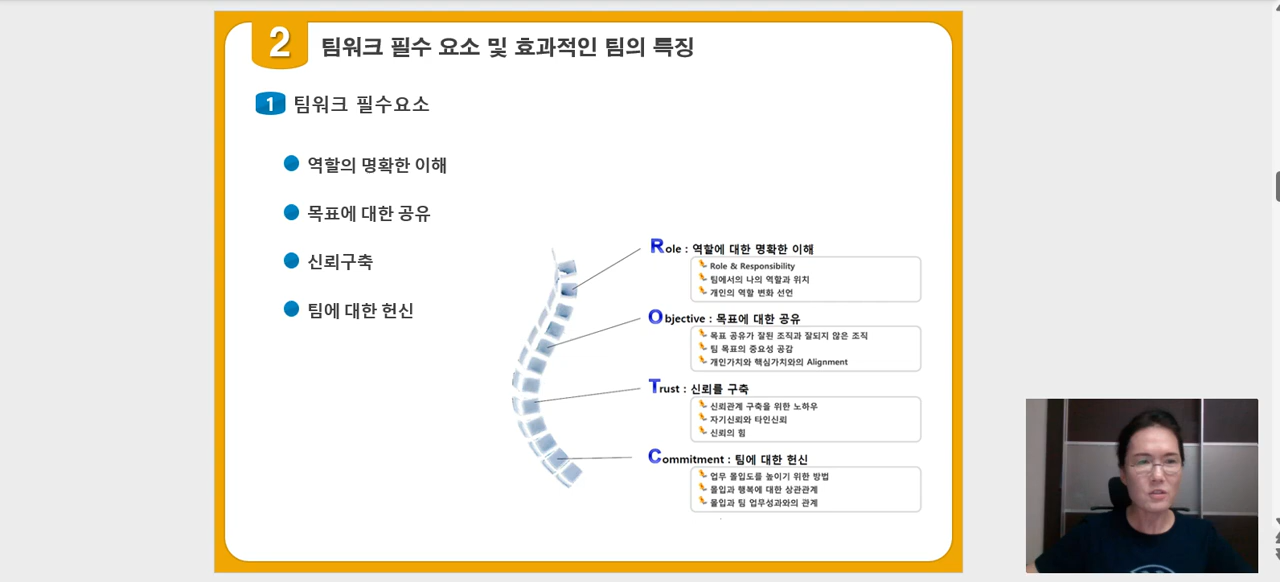 2 팀워크 필수 요소 및 효과적인 팀의 특징
1 팀워크 필수요소
역할의 명확한 이해
목표에 대한 공유
신뢰구축
팀에 대한 헌신
Role : 역할에 대한 명확한 이해
Role & Responsibility
팀에서의 나의 역할과 위치
개인의 역할 변화 선언
Objective : 목표에 대한 공유
목표 공유가 잘된 조직과 잘되지 않은 조직
팀 목표의 중요성 공감
개인가치와 핵심가치와의 Alignment
Trust : 신뢰를 구축
신뢰관계 구축을 위한 노하우
자기신뢰와 타인신뢰
신뢰의 힘
Commitment : 팀에 대한 헌신
업무 몰입도를 높이기 위한 방법
몰입과 행복에 대한 상관관계
몰입과 팀 업무성과와의 관계